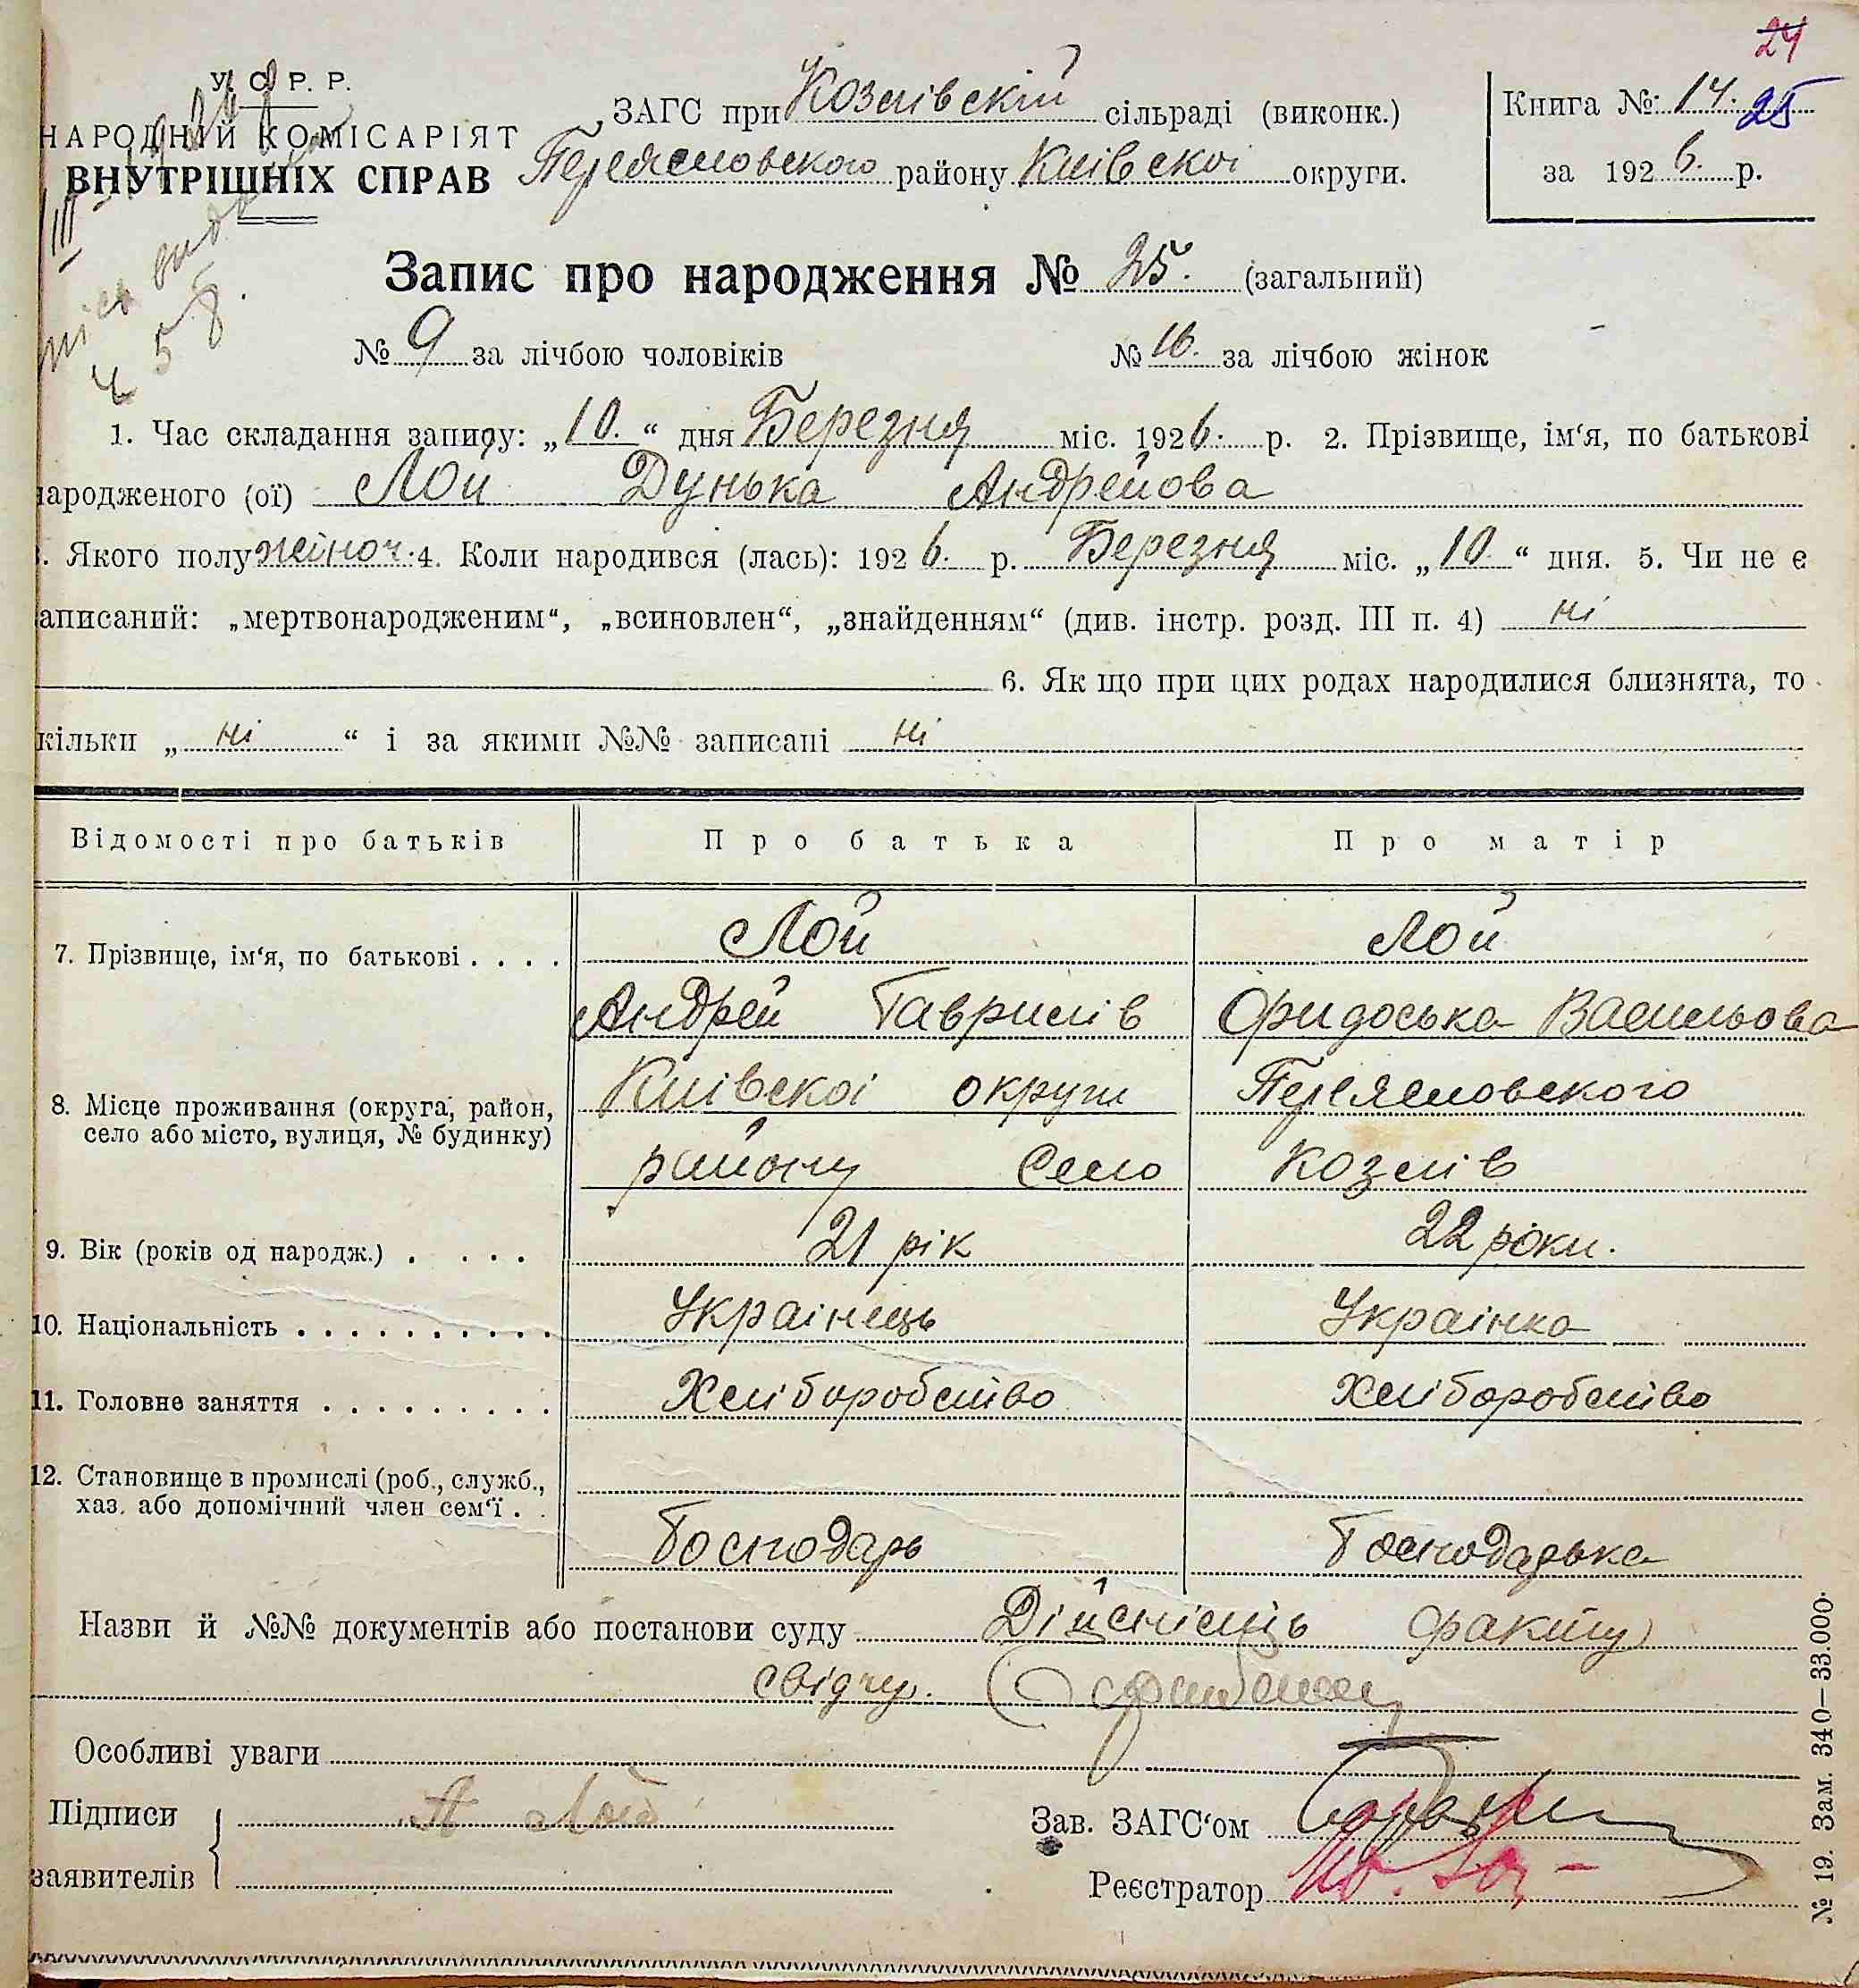 24
У. С. Р. Р.
НАРОДНІЙ КОМІСАРІЯТ
ВНУТРІШНІХ СПРАВ
ЗАГС при Козлівскій сільраді (виконк.)
Переясловского району Київскоі округи.
Книга № 14. 25
за 1926. р.
Запис про народження № 25. (загальний)
№ 9 за лічбою чоловіків № 16. за лічбою жінок
1. Час складання запису: „10.“ дня Березня міс. 1926. р. 2. Прізвище, ім‘я, по батькові
народженого (ої) Лой Дунька Андрейова
. Якого полу жіноч. 4. Коли народився (лась): 1926. р. Березня міс. „10.“ дня. 5. Чи не є
записаний: „мертвонародженим“, „всиновлен“, „знайденням“ (див. інстр. розд. III п. 4) ні
6. Як що при цих родах народилися близнята, то
кільки „ ні “ і за якими №№ записані ні
Відомості про батьків Про батька Про матір
7. Прізвище, ім‘я, по батькові . . . . Лой Лой
Андрей Гаврилів Фридоська Васильова
8. Місце проживання (округа, район, Київскоі округи Переясловского
село або місто, вулиця, № будинку) району Село Козлів
9. Вік (років од народж.) . . . . 21 рік 22 роки.
10. Національність . . . . . . . . . . Украінець Украінка
11. Головне заняття . . . . . . . . . Хліборобство Хліборобство
12. Становище в промислі (роб., служб.,
хаз. або допомічний член сем‘ї . . Господарь Господарька
Назви й №№ документів або постанови суду Дійсність факту
свідчу.
Особливі уваги
Підписи А Лой Зав. ЗАГС‘ом
заявителів Реєстратор
№ 19. Зам. 340—33.000.